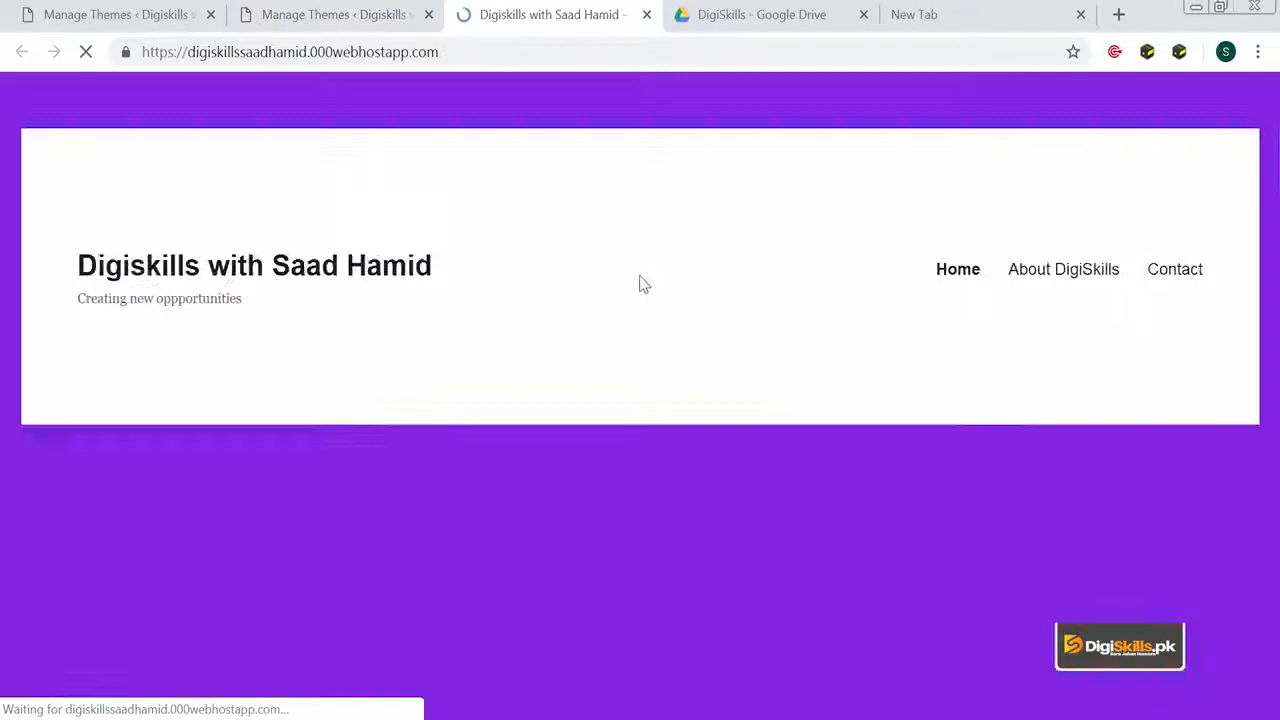 Manage Themes ‹ Digiskills
Manage Themes ‹ Digiskills
Digiskills with Saad Hamid –
DigiSkills - Google Drive
New Tab
https://digiskillssaadhamid.000webhostapp.com
S
Digiskills with Saad Hamid
Creating new oppportunities
Home
About DigiSkills
Contact
DigiSkills.pk
Waiting for digiskillssaadhamid.000webhostapp.com...